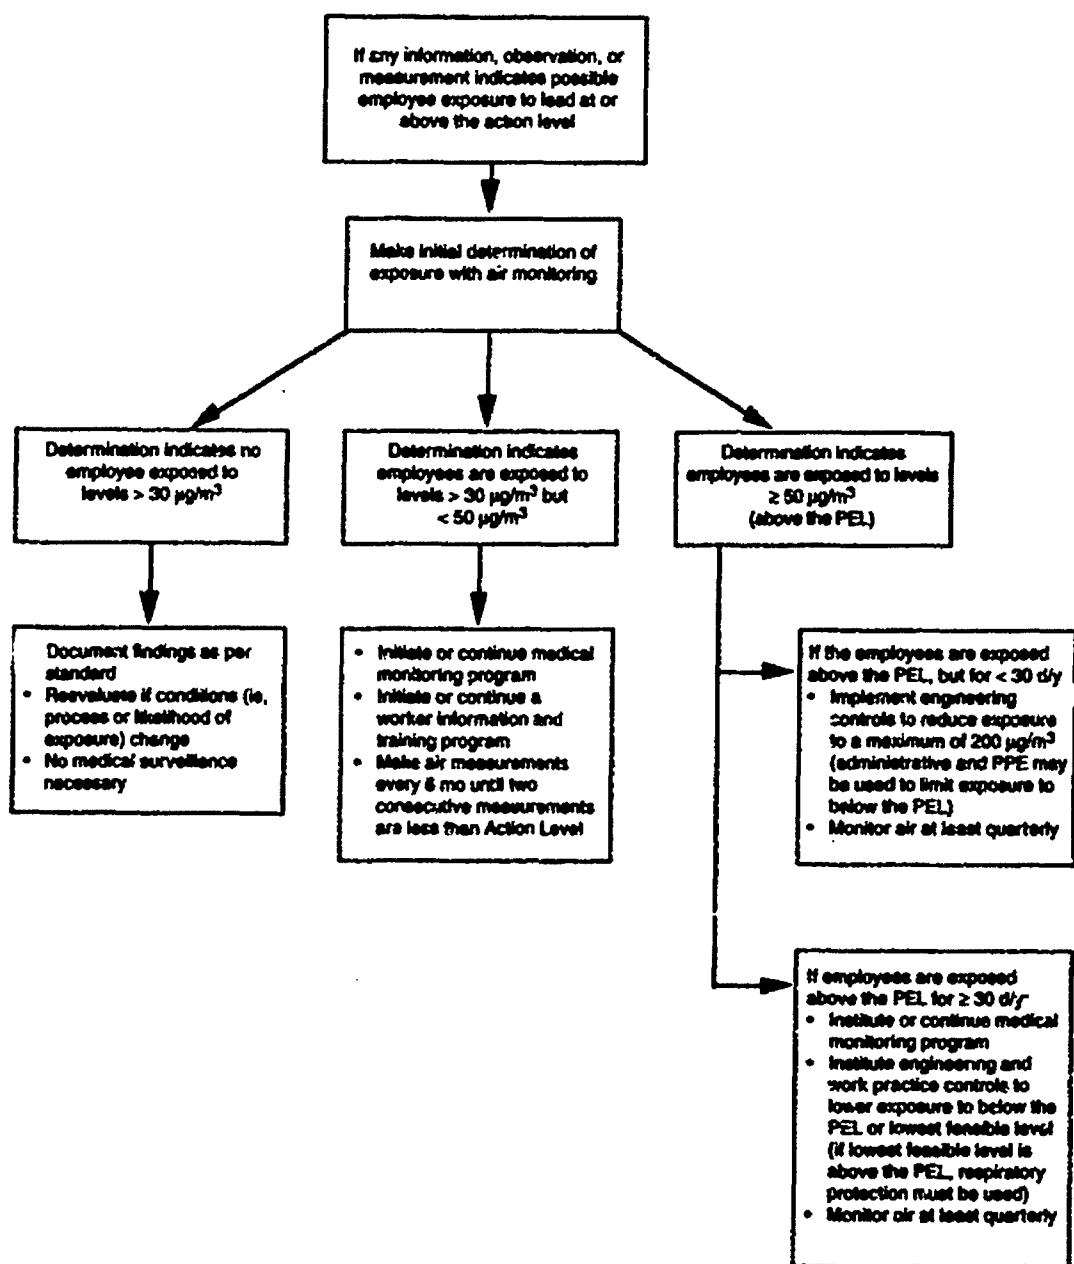 If any information, observation, or
measurement indicates possible
employee exposure to lead at or
above the action level
Make initial determination of
exposure with air monitoring
Determination indicates no
employee exposed to
levels > 30 µg/m³
Determination indicates
employees are exposed to
levels > 30 µg/m³ but
< 50 µg/m³
Determination indicates
employees are exposed to levels
≥ 50 µg/m³
(above the PEL)
Document findings as per
standard
• Reevaluate if conditions (ie,
process or likelihood of
exposure) change
• No medical surveillance
necessary
• Initiate or continue medical
monitoring program
• Initiate or continue a
worker information and
training program
• Make air measurements
every 6 mo until two
consecutive measurements
are less than Action Level
If the employees are exposed
above the PEL, but for < 30 d/y
• Implement engineering
controls to reduce exposure
to a maximum of 200 µg/m³
(administrative and PPE may
be used to limit exposure to
below the PEL)
• Monitor air at least quarterly
If employees are exposed
above the PEL for ≥ 30 d/y
• Institute or continue medical
monitoring program
• Institute engineering and
work practice controls to
lower exposure to below the
PEL or lowest feasible level
(if lowest feasible level is
above the PEL, respiratory
protection must be used)
• Monitor air at least quarterly